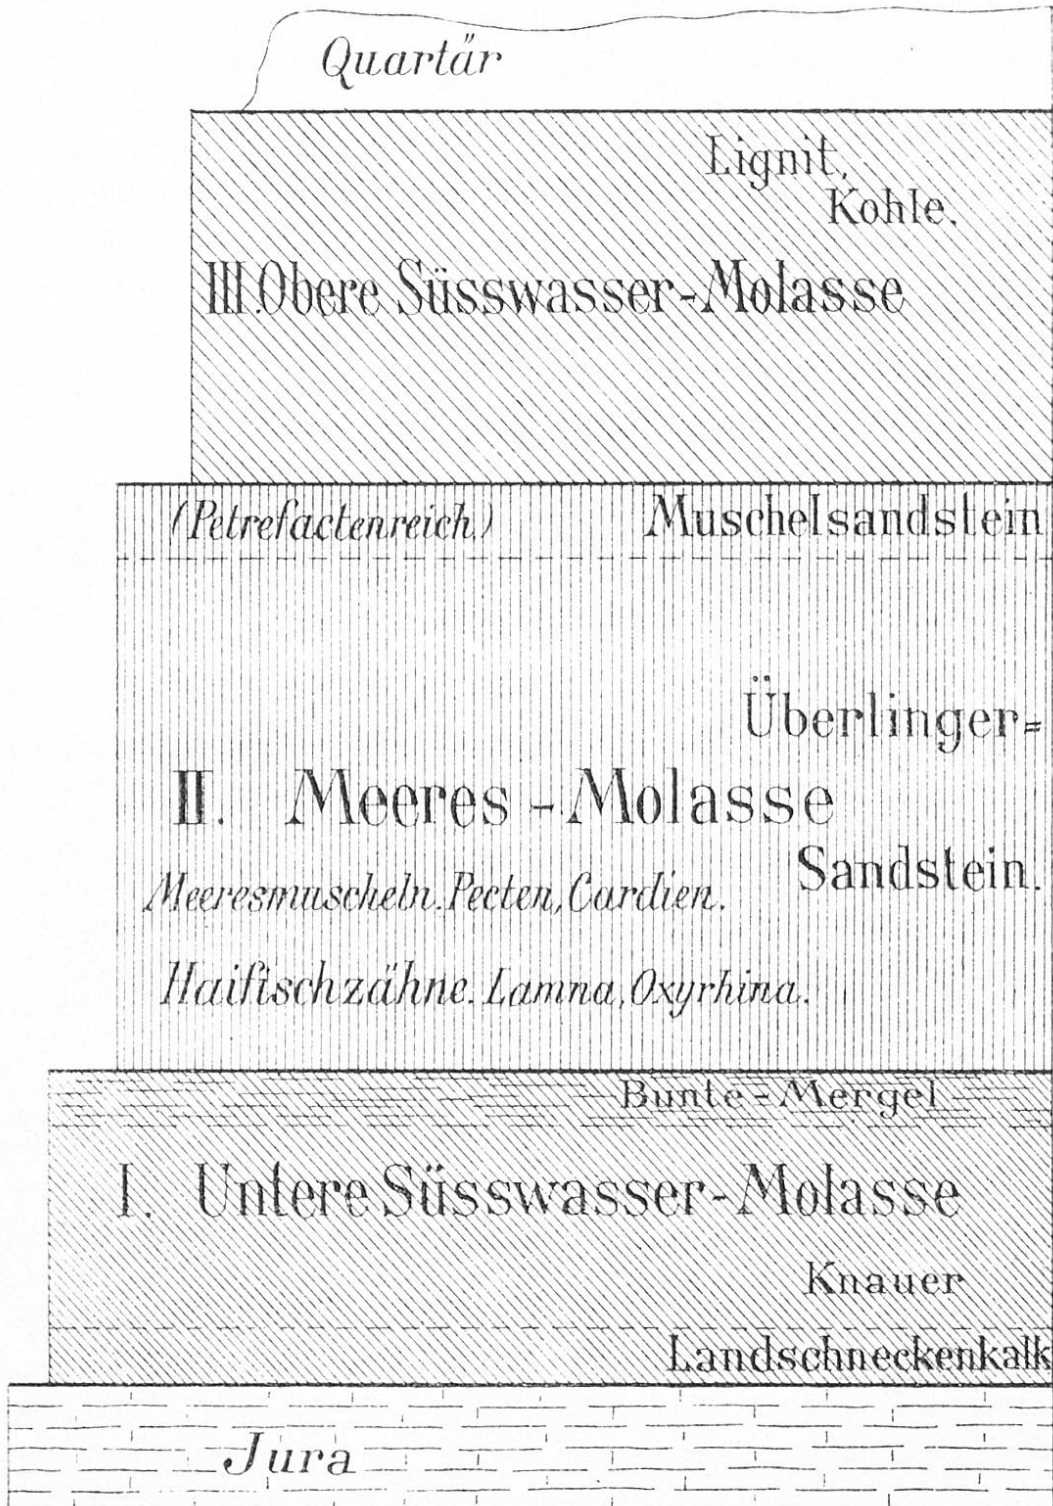 Quartär
Lignit,
Kohle.
III. Obere Süsswasser-Molasse
(Petrefactenreich.) Muschelsandstein
Überlinger=
II. Meeres-Molasse
Sandstein.
Meeresmuscheln. Pecten, Cardien.
Haifischzähne. Lamna, Oxyrhina.
Bunte-Mergel
I. Untere Süsswasser-Molasse
Knauer
Landschneckenkalk
Jura